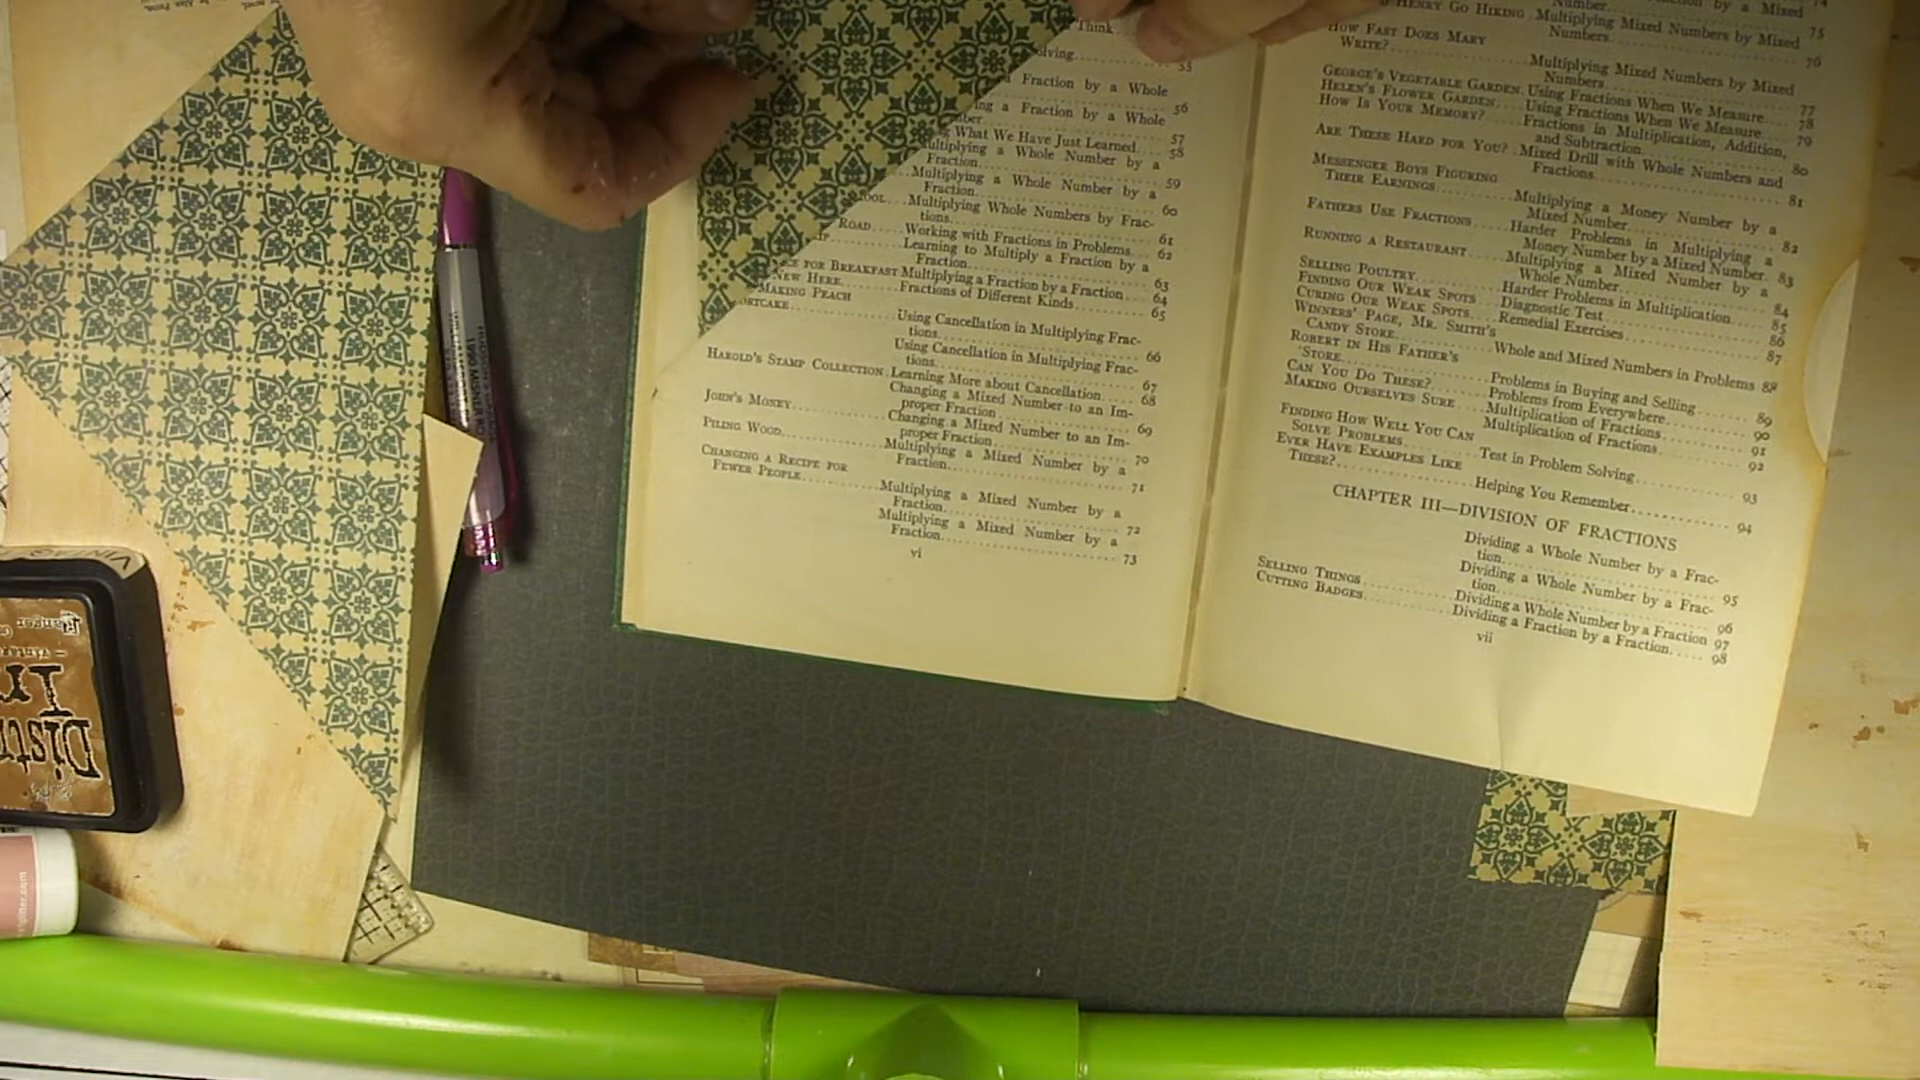 Think
olving
Fraction by a Whole
56
ing a Fraction by a Whole
57
What We Have Just Learned 58
Multiplying a Whole Number by a
Fraction 59
Multiplying a Whole Number by a
Fraction 60
Multiplying Whole Numbers by Frac-
tions 61
ROAD Working with Fractions in Problems 62
Learning to Multiply a Fraction by a
Fraction 63
FOR BREAKFAST Multiplying a Fraction by a Fraction 64
NEW HERE Fractions of Different Kinds 65
MAKING PEACH
Using Cancellation in Multiplying Frac-
tions 66
Using Cancellation in Multiplying Frac-
tions 67
HAROLD'S STAMP COLLECTION Learning More about Cancellation 68
Changing a Mixed Number to an Im-
proper Fraction 69
JOHN'S MONEY Changing a Mixed Number to an Im-
proper Fraction 70
PILING WOOD Multiplying a Mixed Number by a
Fraction 71
CHANGING A RECIPE FOR
FEWER PEOPLE Multiplying a Mixed Number by a
Fraction 72
Multiplying a Mixed Number by a
Fraction 73
vi
by a Mixed
Number 74
HENRY GO HIKING Multiplying Mixed Numbers by Mixed
Numbers 75
HOW FAST DOES MARY
WRITE? 76
Multiplying Mixed Numbers by Mixed
Numbers 77
GEORGE'S VEGETABLE GARDEN Using Fractions When We Measure 78
HELEN'S FLOWER GARDEN Using Fractions When We Measure 79
HOW IS YOUR MEMORY? Fractions in Multiplication, Addition,
and Subtraction 80
ARE THESE HARD FOR YOU? Mixed Drill with Whole Numbers and
Fractions 81
MESSENGER BOYS FIGURING
THEIR EARNINGS Multiplying a Money Number by a
Mixed Number 82
FATHERS USE FRACTIONS Harder Problems in Multiplying a
Money Number by a Mixed Number 83
RUNNING A RESTAURANT Multiplying a Mixed Number by a
Whole Number 84
SELLING POULTRY Harder Problems in Multiplication 85
FINDING OUR WEAK SPOTS Diagnostic Test 86
CURING OUR WEAK SPOTS Remedial Exercises 87
WINNERS' PAGE, MR. SMITH'S
CANDY STORE Whole and Mixed Numbers in Problems 88
ROBERT IN HIS FATHER'S
STORE Problems in Buying and Selling 89
CAN YOU DO THESE? Problems from Everywhere 90
MAKING OURSELVES SURE Multiplication of Fractions 91
Multiplication of Fractions 92
FINDING HOW WELL YOU CAN
SOLVE PROBLEMS Test in Problem Solving 93
EVER HAVE EXAMPLES LIKE
THESE? Helping You Remember 94
CHAPTER III—DIVISION OF FRACTIONS
Dividing a Whole Number by a Frac-
tion 95
Dividing a Whole Number by a Frac-
tion 96
SELLING THINGS Dividing a Whole Number by a Fraction 97
CUTTING BADGES Dividing a Fraction by a Fraction 98
vii
Distr